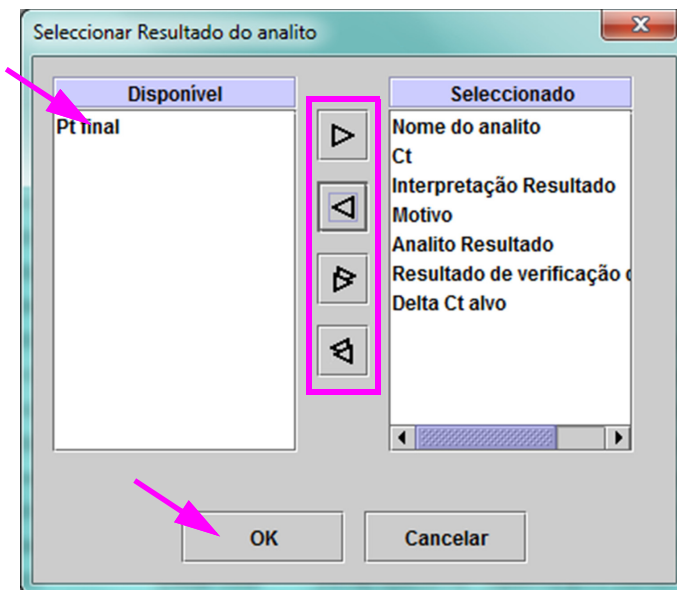 Seleccionar Resultado do analito
Disponível
Pt final
Seleccionado
Nome do analito
Ct
Interpretação Resultado
Motivo
Analito Resultado
Resultado de verificação
Delta Ct alvo
OK
Cancelar